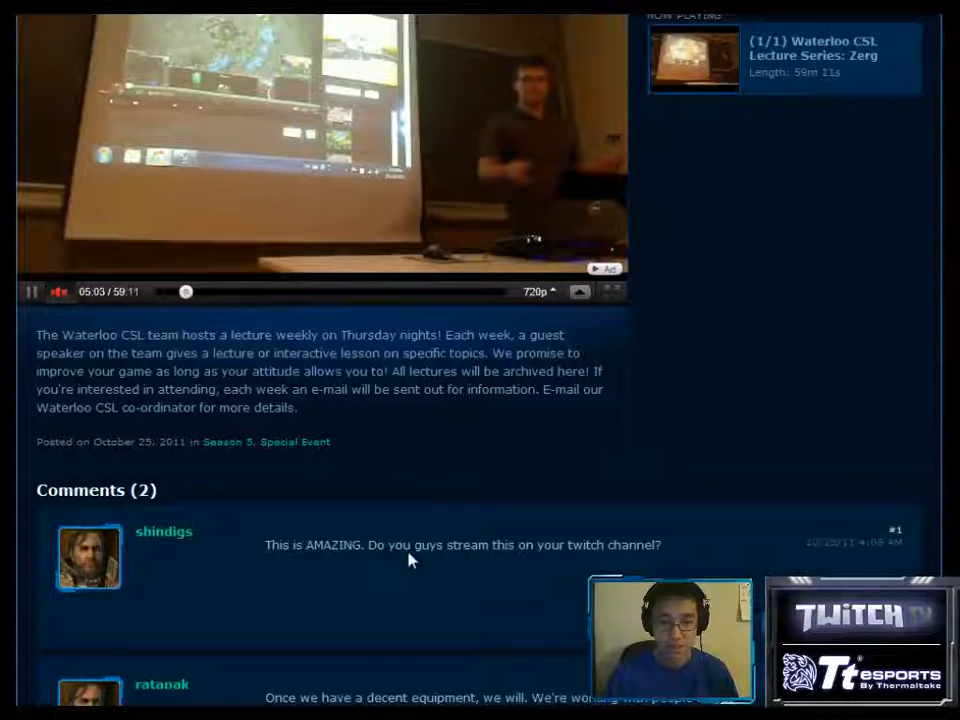 NOW PLAYING
(1/1) Waterloo CSL
Lecture Series: Zerg
Length: 59m 11s
Ad
05.03 / 59:11
720p
The Waterloo CSL team hosts a lecture weekly on Thursday nights! Each week, a guest
speaker on the team gives a lecture or interactive lesson on specific topics. We promise to
improve your game as long as your attitude allows you to! All lectures will be archived here! If
you're interested in attending, each week an e-mail will be sent out for information. E-mail our
Waterloo CSL co-ordinator for more details.
Posted on October 25, 2011 in Season 5, Special Event
Comments (2)
shindigs
#1
This is AMAZING. Do you guys stream this on your twitch channel?
10/25/11 4:08 AM
TWiTCH TV
ratanak
Once we have a decent equipment, we will. We're
Tt esports
By Thermaltake